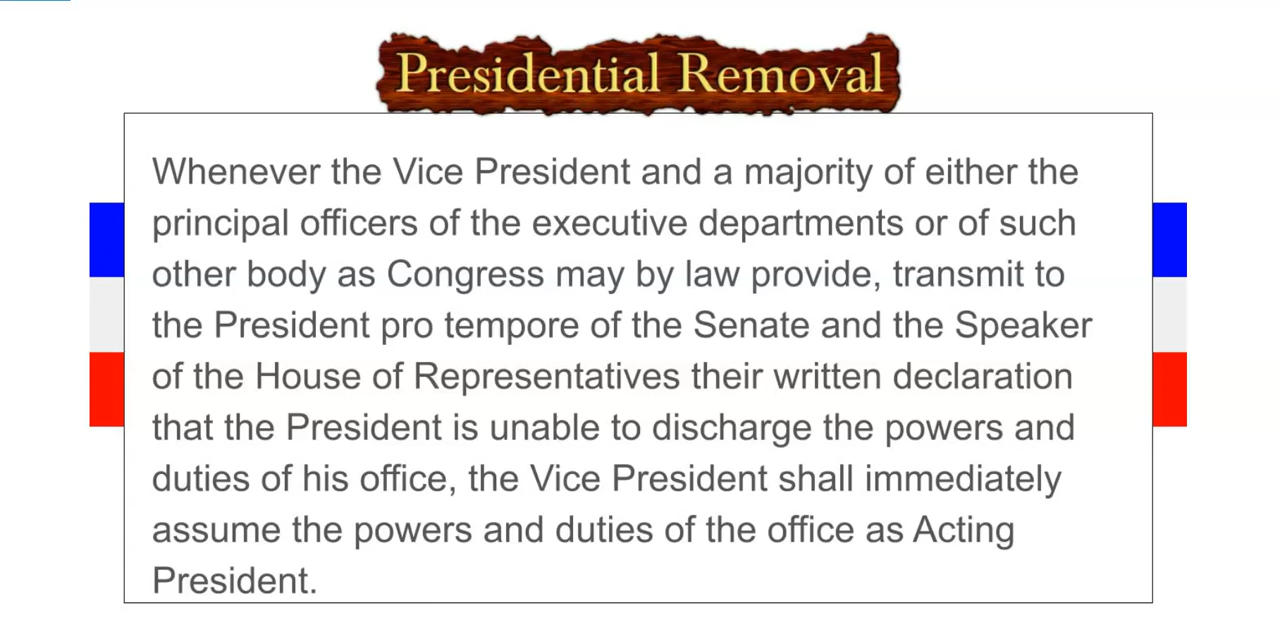 Presidential Removal
Whenever the Vice President and a majority of either the
principal officers of the executive departments or of such
other body as Congress may by law provide, transmit to
the President pro tempore of the Senate and the Speaker
of the House of Representatives their written declaration
that the President is unable to discharge the powers and
duties of his office, the Vice President shall immediately
assume the powers and duties of the office as Acting
President.